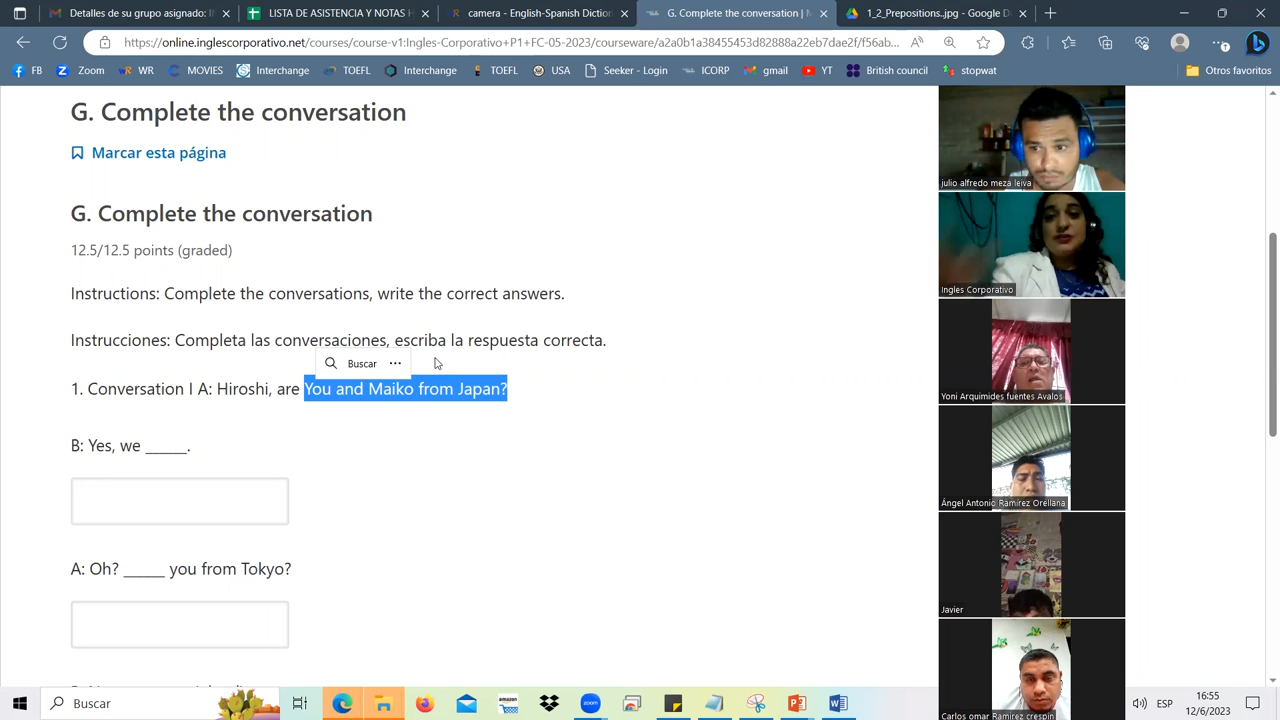 Detalles de su grupo asignado: I
LISTA DE ASISTENCIA Y NOTAS H
camera - English-Spanish Diction
G. Complete the conversation | N
1_2_Prepositions.jpg - Google D
https://online.inglescorporativo.net/courses/course-v1:Ingles-Corporativo+P1+FC-05-2023/courseware/a2a0b1a38455453d82888a22eb7dae2f/f56ab...
FB
Zoom
WR
MOVIES
Interchange
TOEFL
Interchange
TOEFL
USA
Seeker - Login
ICORP
gmail
YT
British council
stopwat
Otros favoritos
G. Complete the conversation
Marcar esta página
G. Complete the conversation
12.5/12.5 points (graded)
Instructions: Complete the conversations, write the correct answers.
Instrucciones: Completa las conversaciones, escriba la respuesta correcta.
Buscar ...
1. Conversation I A: Hiroshi, are You and Maiko from Japan?
B: Yes, we _____.
A: Oh? _____ you from Tokyo?
julio alfredo meza leiva
Ingles Corporativo
Yoni Arquimides fuentes Avalos
Ángel Antonio Ramírez Orellana
Javier
Carlos omar Ramirez crespin
Buscar
ESP
16:55
12/6/2023